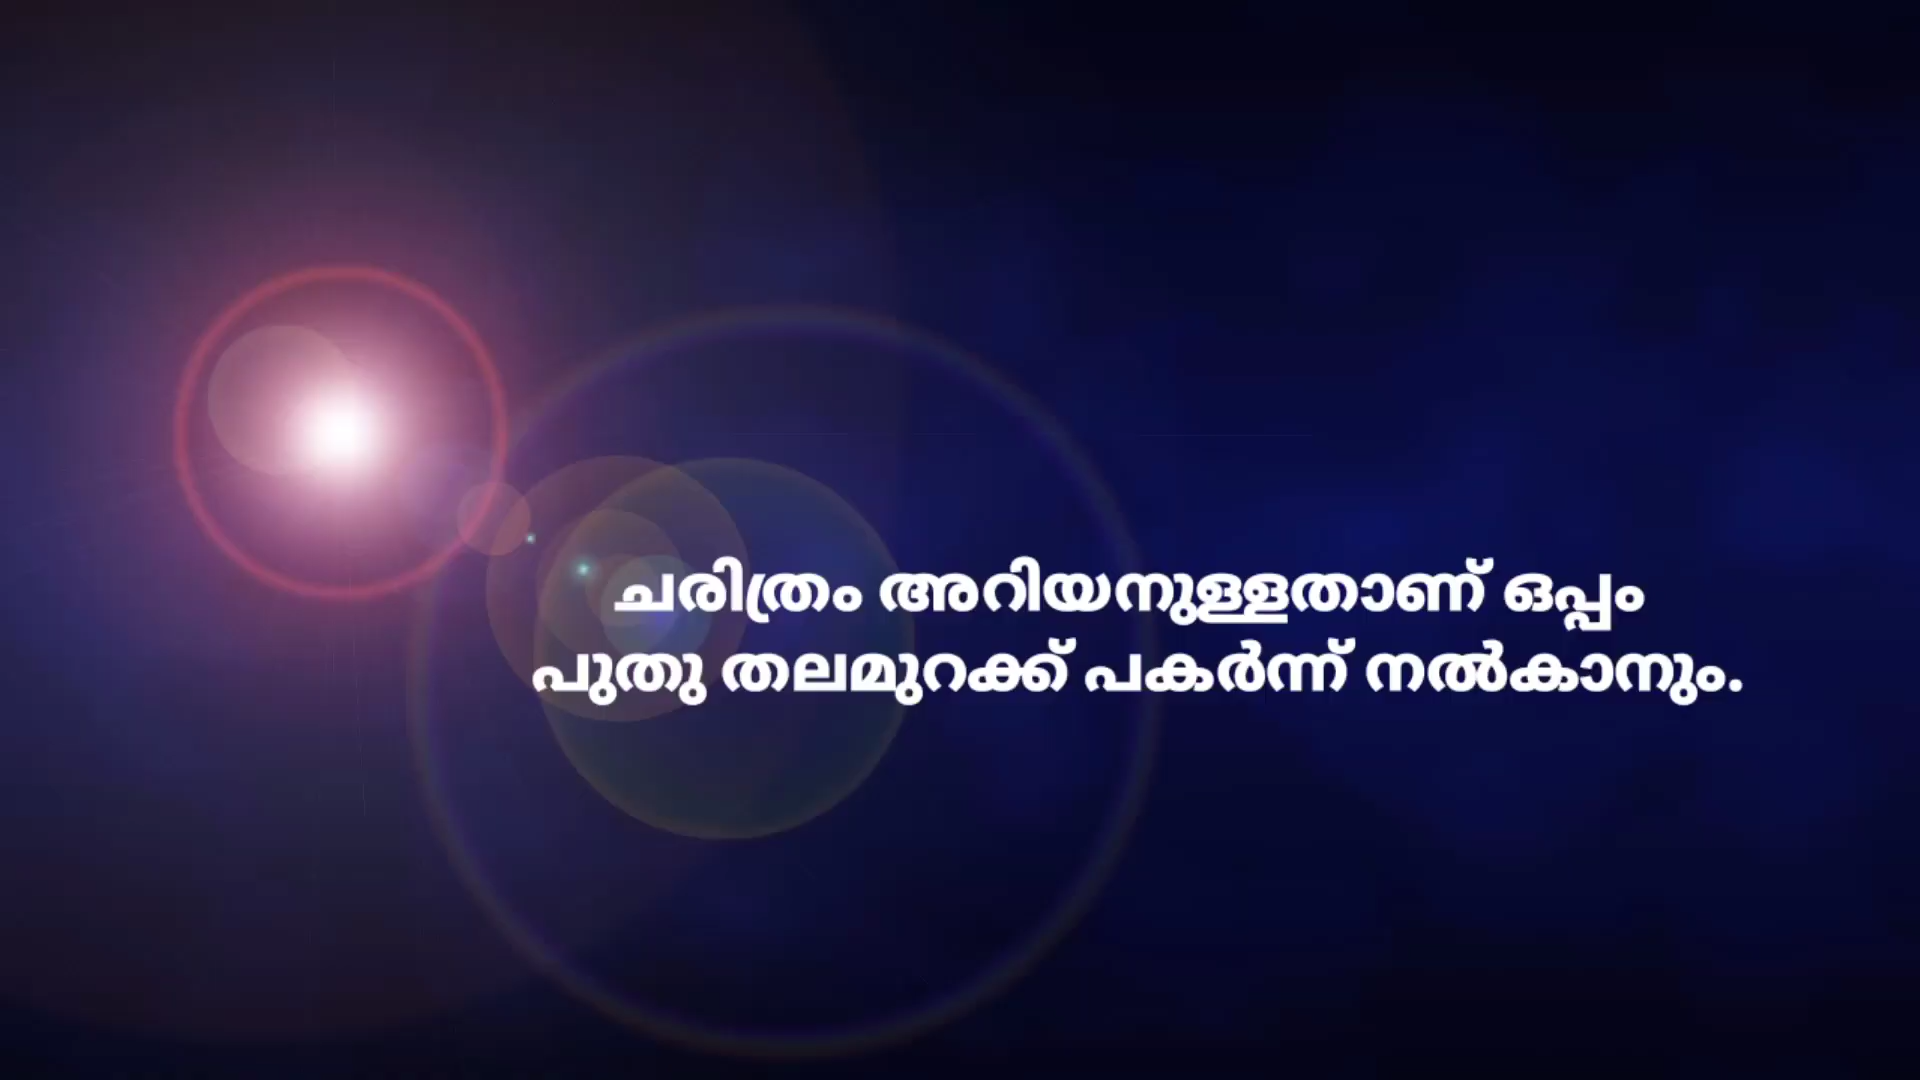 ചരിത്രം അറിയനുള്ളതാണ് ഒപ്പം
പുതു തലമുറക്ക് പകർന്ന് നൽകാനും.